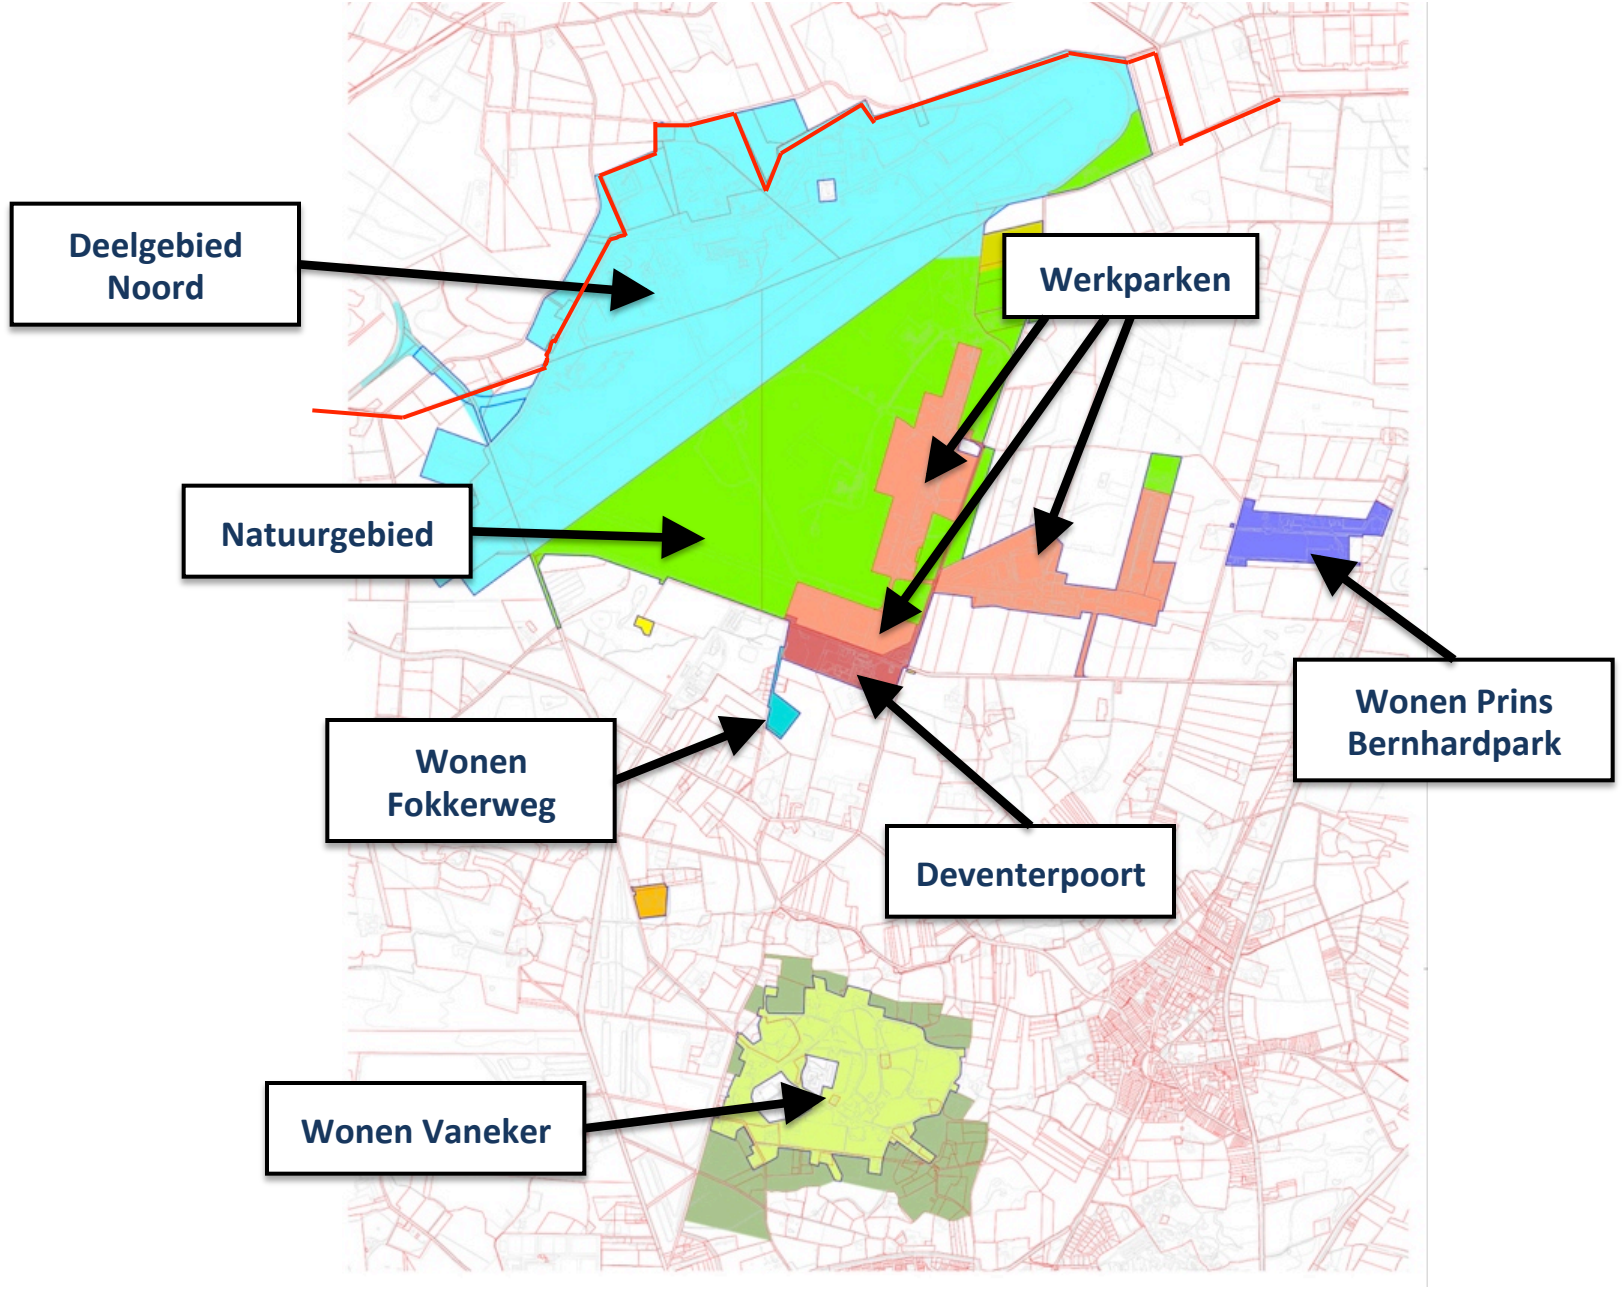 Deelgebied
Noord
Werkparken
Natuurgebied
Wonen Prins
Bernhardpark
Wonen
Fokkerweg
Deventerpoort
Wonen Vaneker